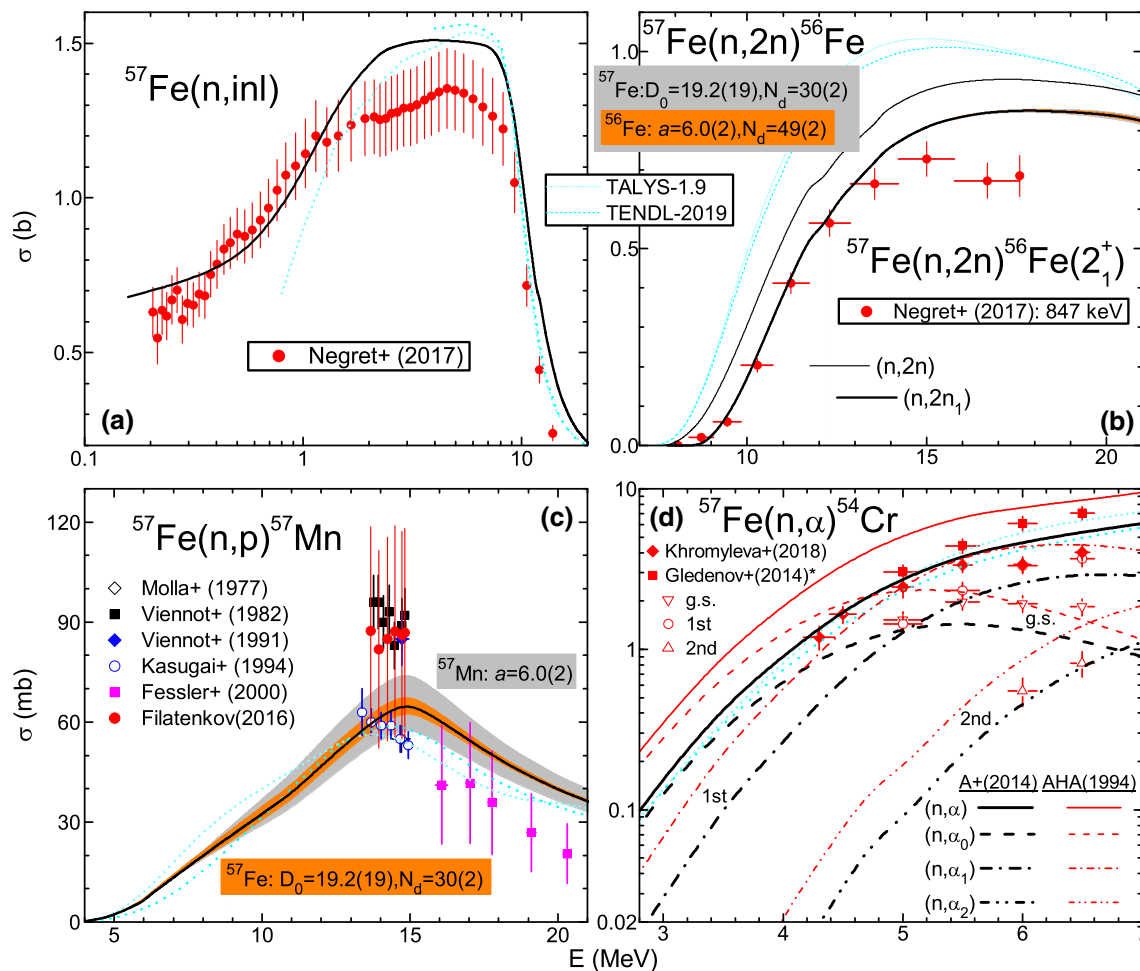 1.5
1.0
0.5
σ (b)
0.1
1
10
1
10
⁵⁷Fe(n,inl)
Negret+ (2017)
(a)
1.0
0.5
0.0
10
15
20
⁵⁷Fe(n,2n)⁵⁶Fe
⁵⁷Fe:D₀=19.2(19),N_d=30(2)
⁵⁶Fe: a=6.0(2),N_d=49(2)
TALYS-1.9
TENDL-2019
⁵⁷Fe(n,2n)⁵⁶Fe(2₁⁺)
Negret+ (2017): 847 keV
(n,2n)
(n,2n₁)
(b)
120
90
60
30
0
σ (mb)
5
10
15
20
⁵⁷Fe(n,p)⁵⁷Mn
(c)
Molla+ (1977)
Viennot+ (1982)
Viennot+ (1991)
Kasugai+ (1994)
Fessler+ (2000)
Filatenkov(2016)
⁵⁷Mn: a=6.0(2)
⁵⁷Fe: D₀=19.2(19),N_d=30(2)
10
1
0.1
0.02
3
4
5
6
7
(d)
⁵⁷Fe(n,α)⁵⁴Cr
Khromyleva+(2018)
Gledenov+(2014)*
g.s.
1st
2nd
g.s.
2nd
1st
A+(2014) AHA(1994)
(n,α)
(n,α₀)
(n,α₁)
(n,α₂)
E (MeV)